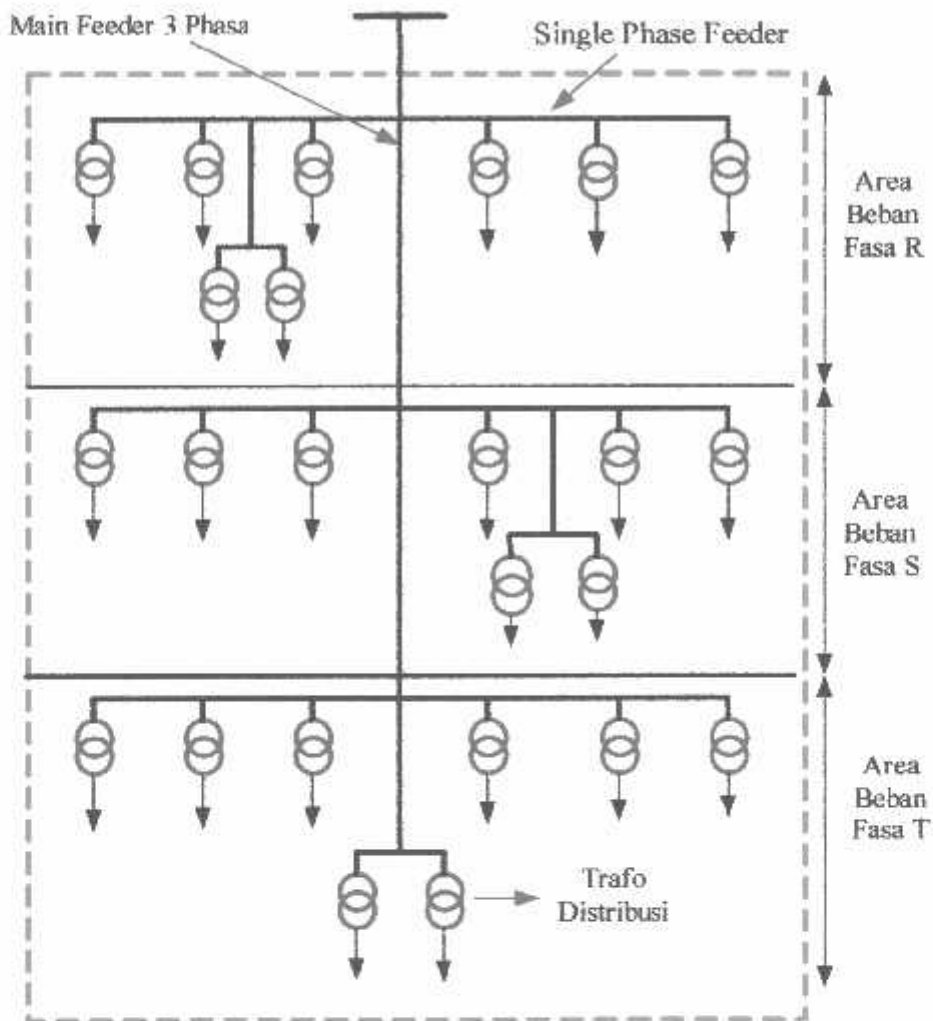 Main Feeder 3 Phasa
Single Phase Feeder
Area
Beban
Fasa R
Area
Beban
Fasa S
Area
Beban
Fasa T
Trafo
Distribusi